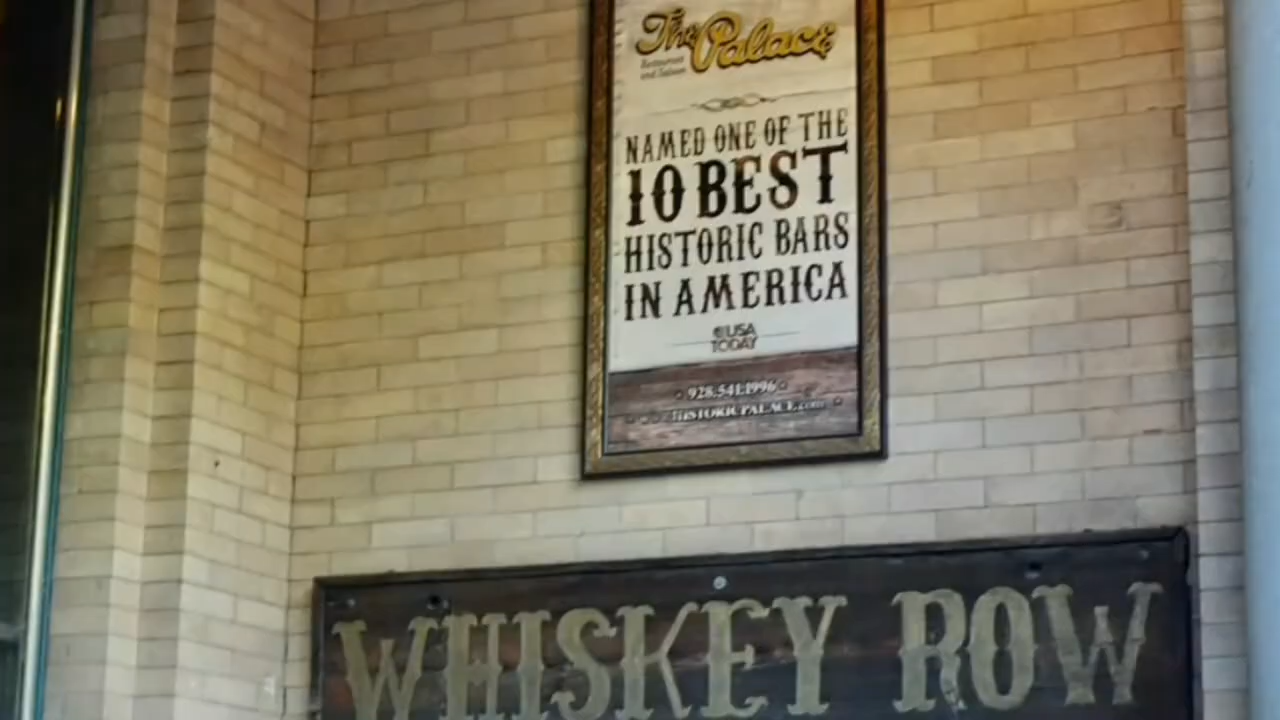 The Palace
Restaurant
and Saloon
NAMED ONE OF THE
10 BEST
HISTORIC BARS
IN AMERICA
USA
TODAY
928.541.1996
www.HISTORICPALACE.com
WHISKEY ROW